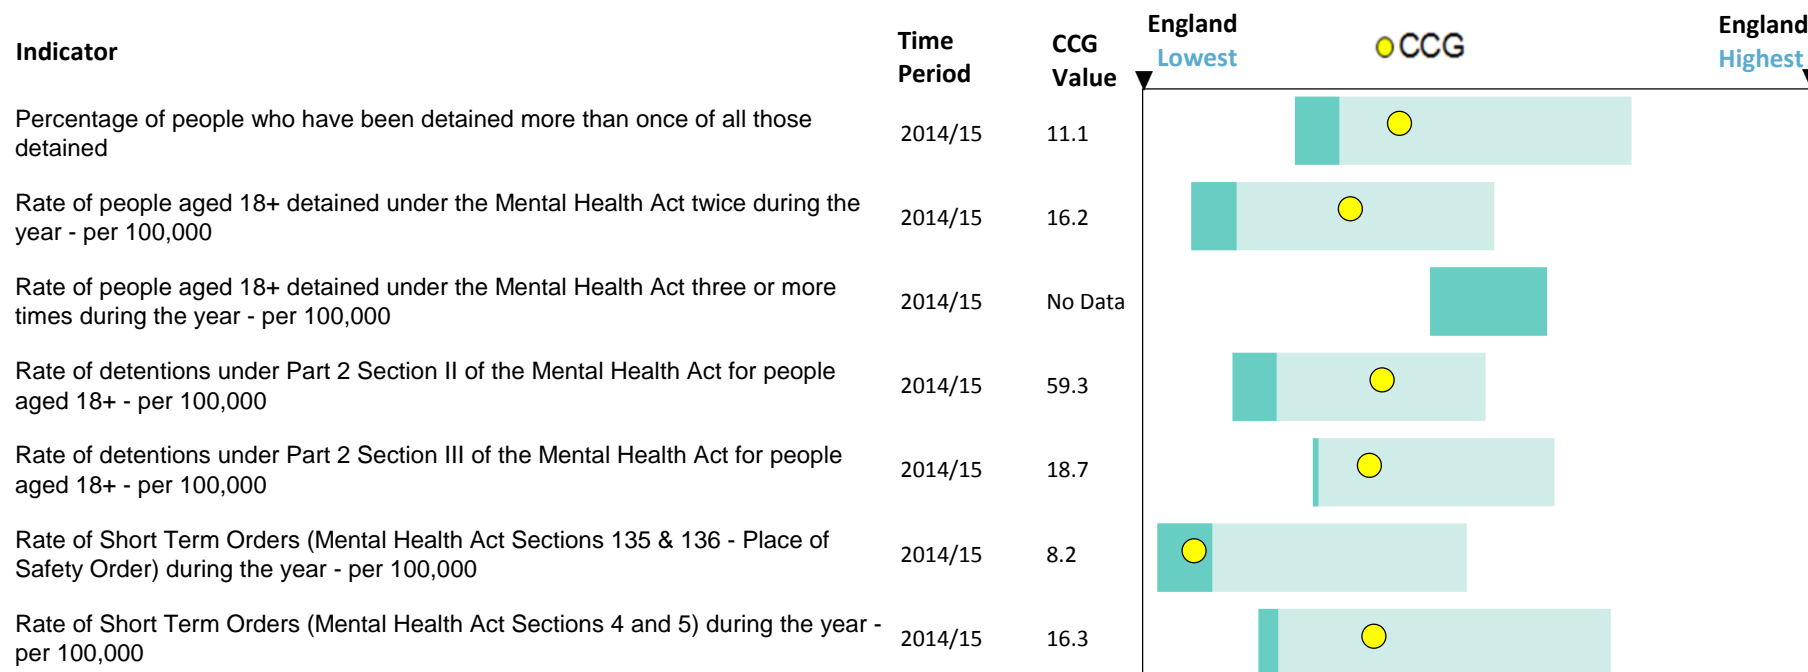 Indicator
Time Period
CCG Value
England Lowest
CCG
England Highest
Percentage of people who have been detained more than once of all those
detained
2014/15
11.1
Rate of people aged 18+ detained under the Mental Health Act twice during the
year - per 100,000
2014/15
16.2
Rate of people aged 18+ detained under the Mental Health Act three or more
times during the year - per 100,000
2014/15
No Data
Rate of detentions under Part 2 Section II of the Mental Health Act for people
aged 18+ - per 100,000
2014/15
59.3
Rate of detentions under Part 2 Section III of the Mental Health Act for people
aged 18+ - per 100,000
2014/15
18.7
Rate of Short Term Orders (Mental Health Act Sections 135 & 136 - Place of
Safety Order) during the year - per 100,000
2014/15
8.2
Rate of Short Term Orders (Mental Health Act Sections 4 and 5) during the year -
per 100,000
2014/15
16.3